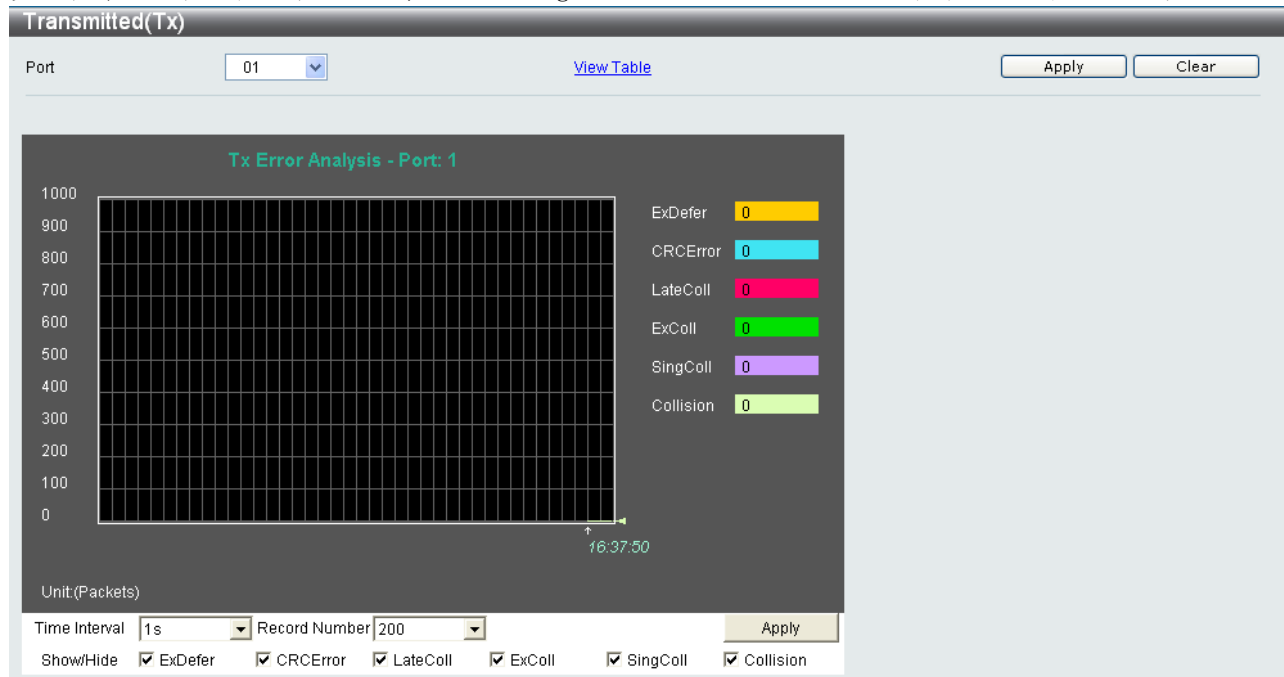 Transmitted(Tx)
Port 01 View Table Apply Clear
Tx Error Analysis - Port: 1
1000
900
800
700
600
500
400
300
200
100
0
ExDefer 0
CRCError 0
LateColl 0
ExColl 0
SingColl 0
Collision 0
16:37:50
Unit:(Packets)
Time Interval 1s Record Number 200 Apply
Show/Hide ExDefer CRCError LateColl ExColl SingColl Collision